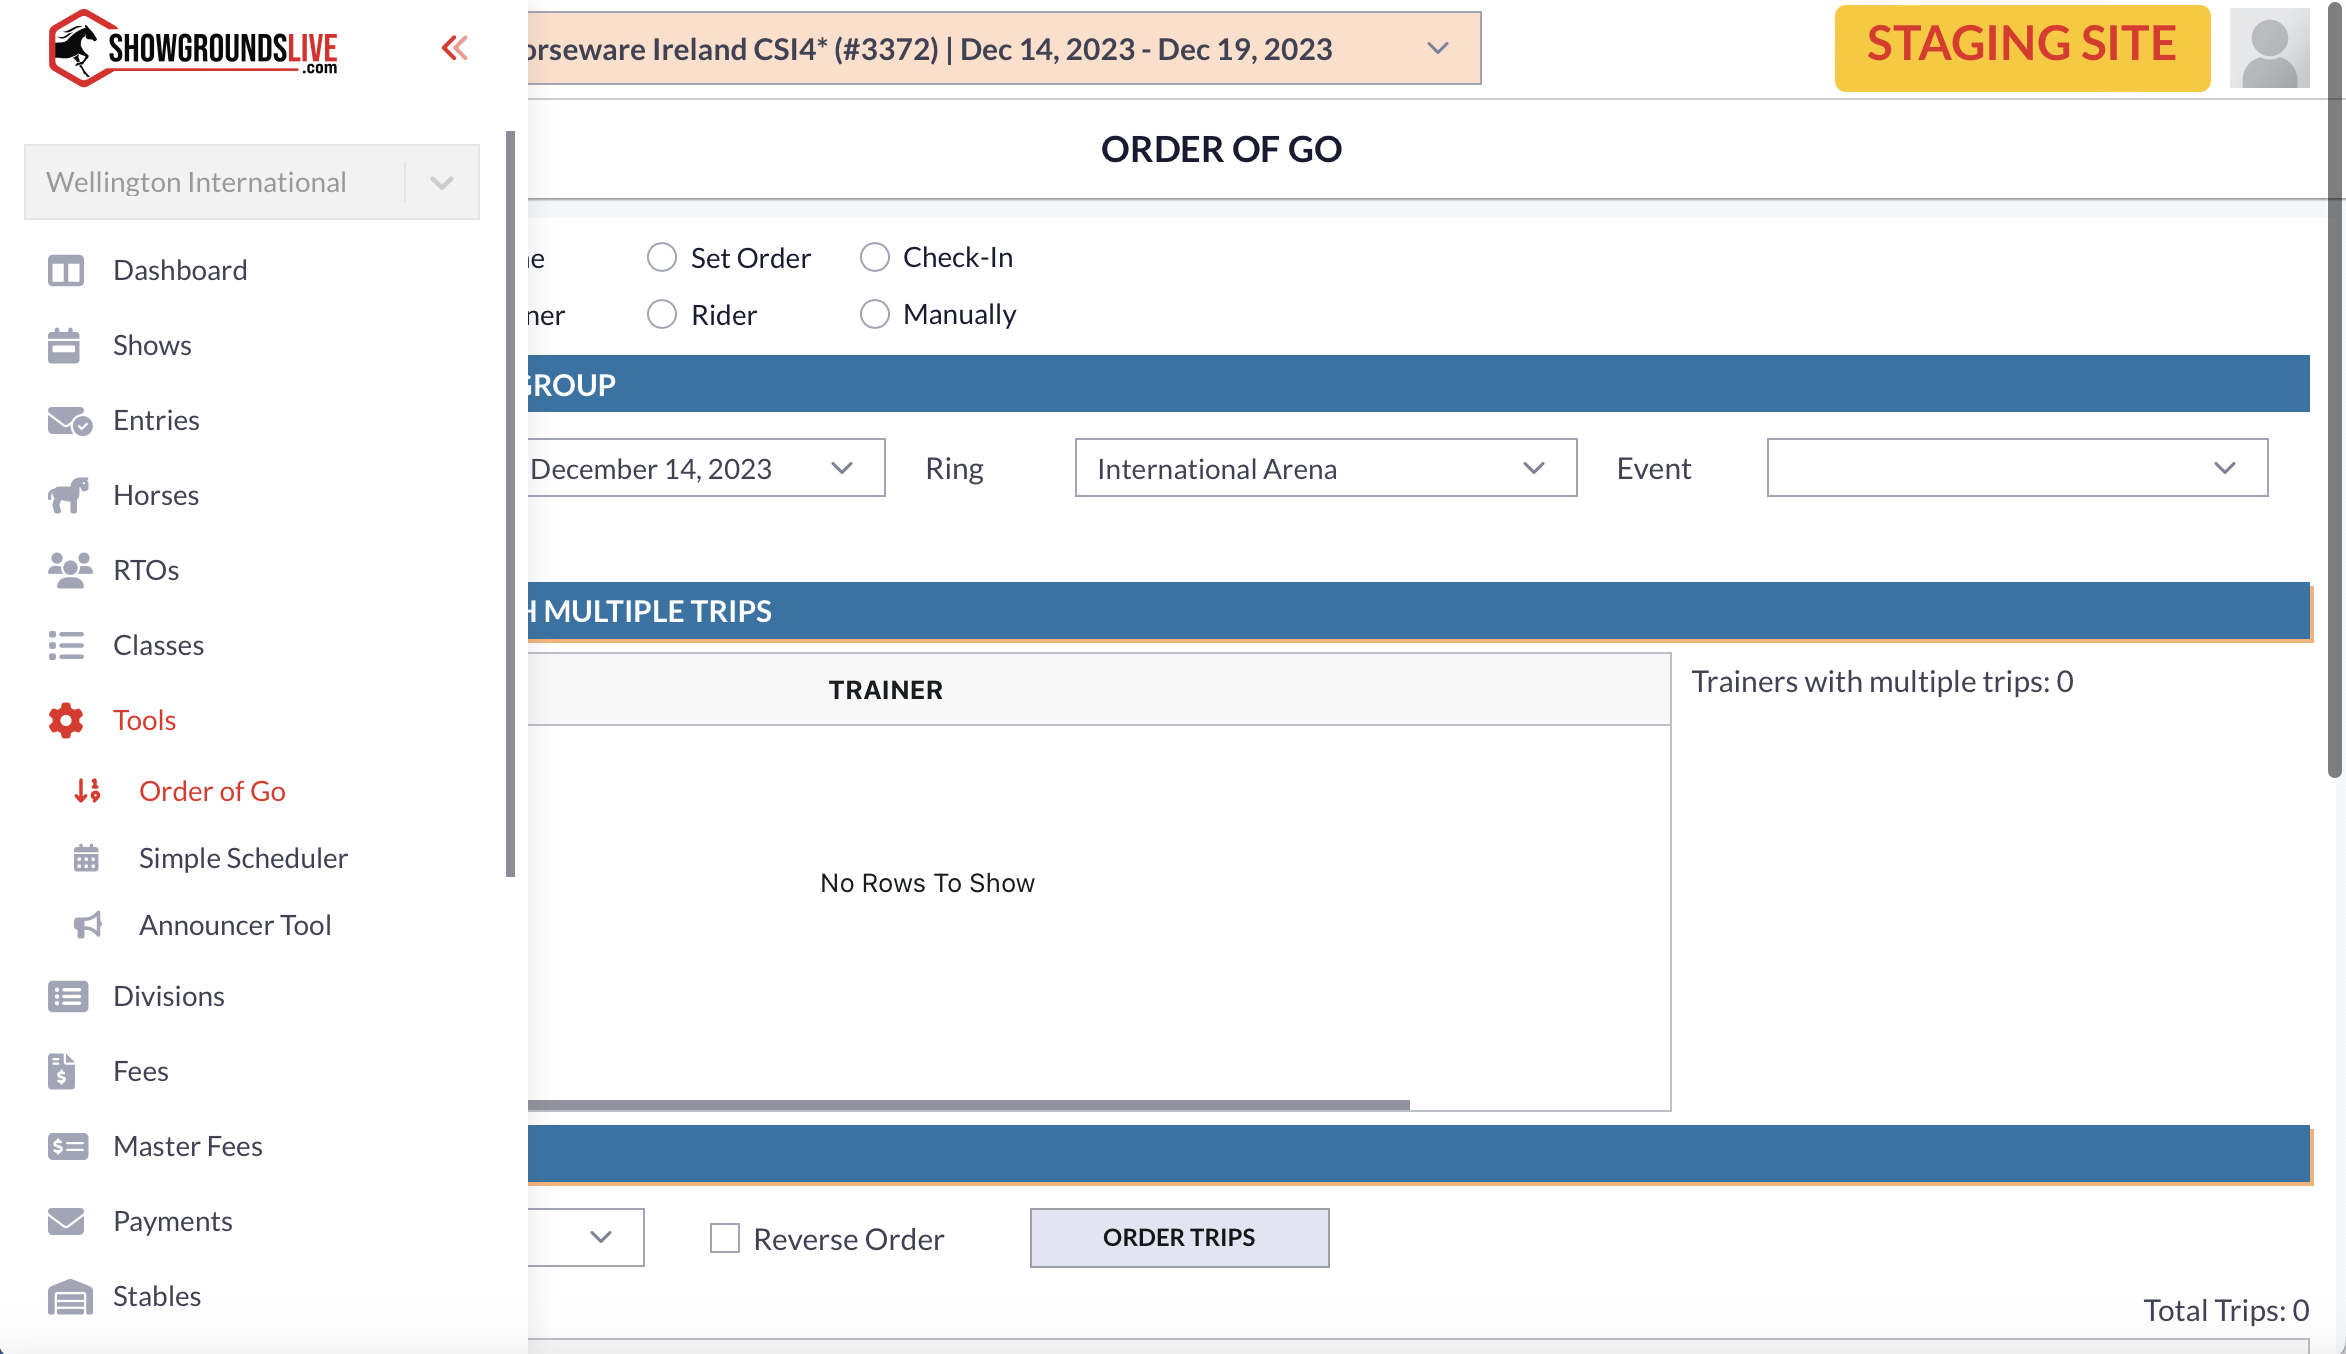 SHOWGROUNDSLIVE
.com
orseware Ireland CSI4* (#3372) | Dec 14, 2023 - Dec 19, 2023
STAGING SITE
ORDER OF GO
Wellington International
Dashboard
Shows
Entries
Horses
RTOs
Classes
Tools
Order of Go
Simple Scheduler
Announcer Tool
Divisions
Fees
Master Fees
Payments
Stables
Set Order
Check-In
ner
Rider
Manually
GROUP
December 14, 2023
Ring
International Arena
Event
H MULTIPLE TRIPS
TRAINER
Trainers with multiple trips: 0
No Rows To Show
Reverse Order
ORDER TRIPS
Total Trips: 0